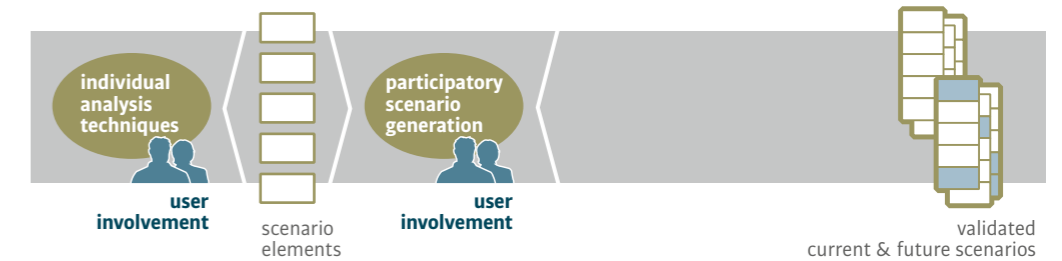 individual
analysis
techniques
user
involvement
scenario
elements
participatory
scenario
generation
user
involvement
validated
current & future scenarios